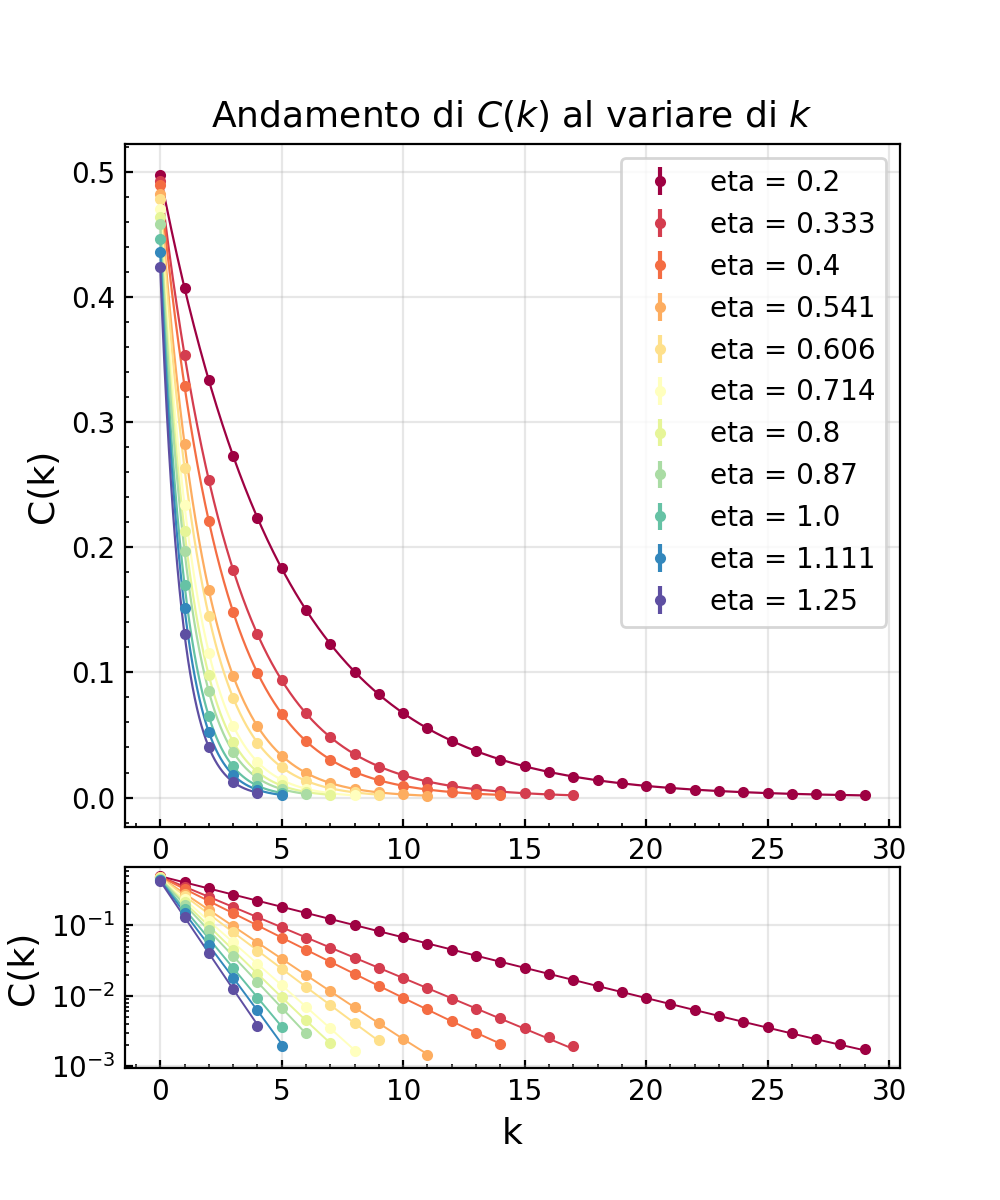 Andamento di C(k) al variare di k
C(k)
0.5
0.4
0.3
0.2
0.1
0.0
eta = 0.2
eta = 0.333
eta = 0.4
eta = 0.541
eta = 0.606
eta = 0.714
eta = 0.8
eta = 0.87
eta = 1.0
eta = 1.111
eta = 1.25
0 5 10 15 20 25 30
C(k)
10⁻¹
10⁻²
10⁻³
0 5 10 15 20 25 30
k